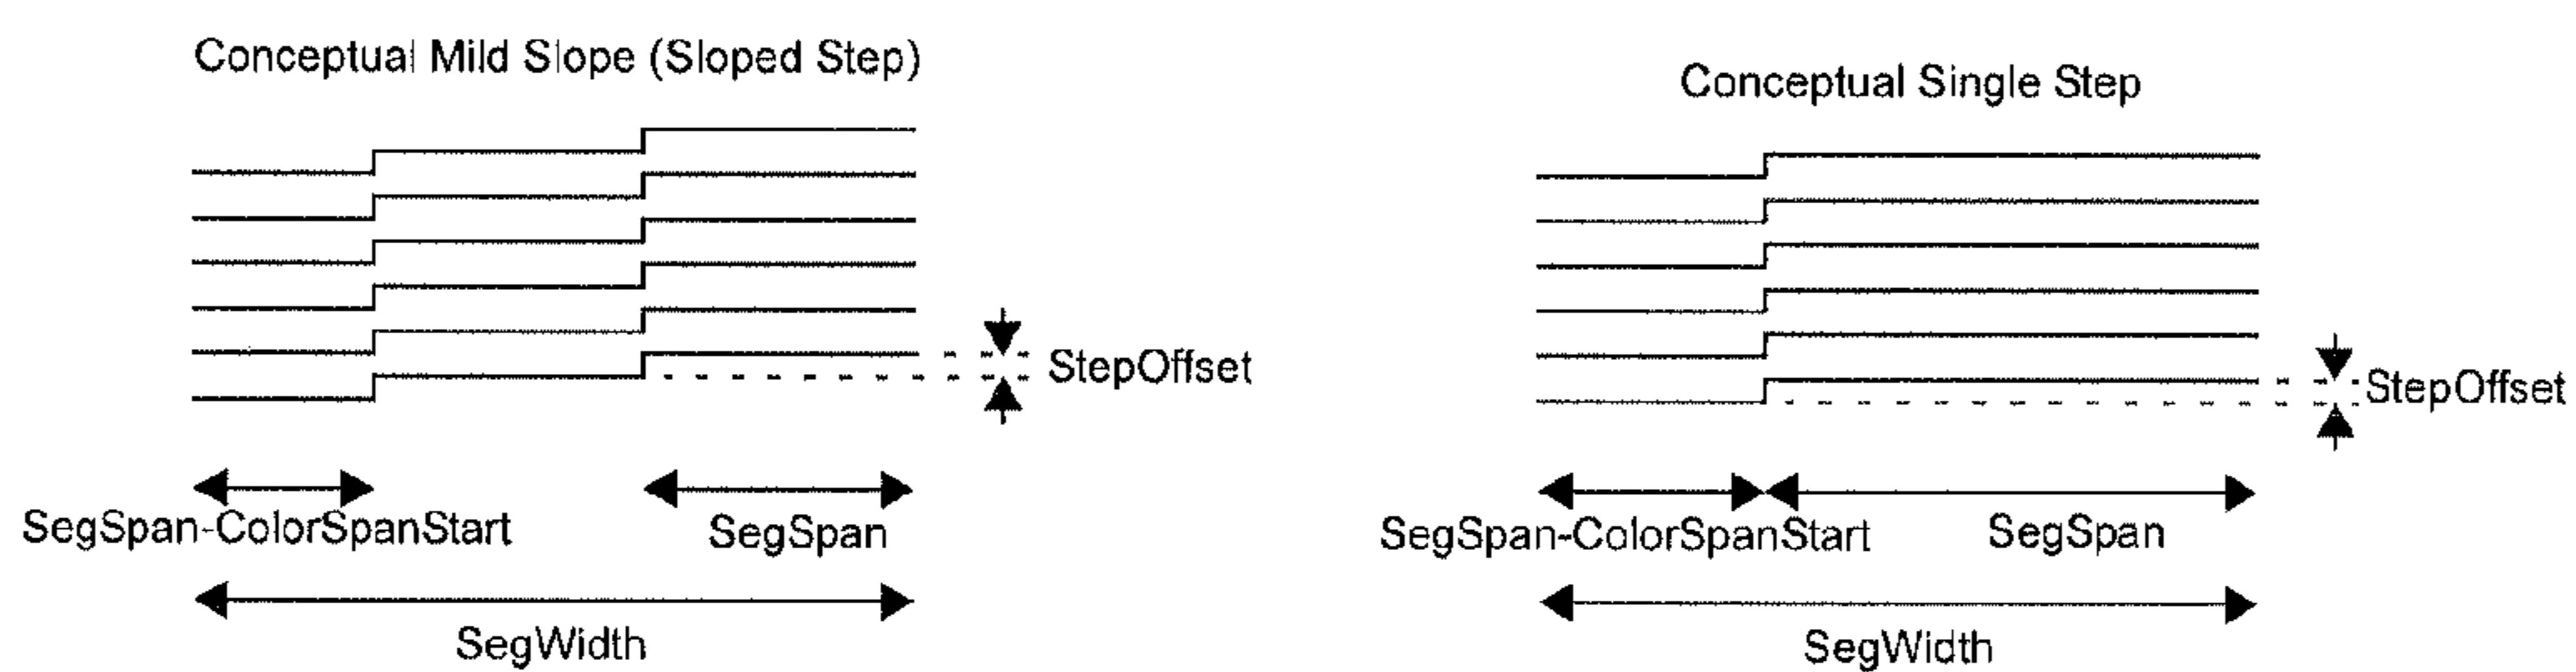 Conceptual Mild Slope (Sloped Step)
StepOffset
SegSpan-ColorSpanStart
SegSpan
SegWidth
Conceptual Single Step
StepOffset
SegSpan-ColorSpanStart
SegSpan
SegWidth